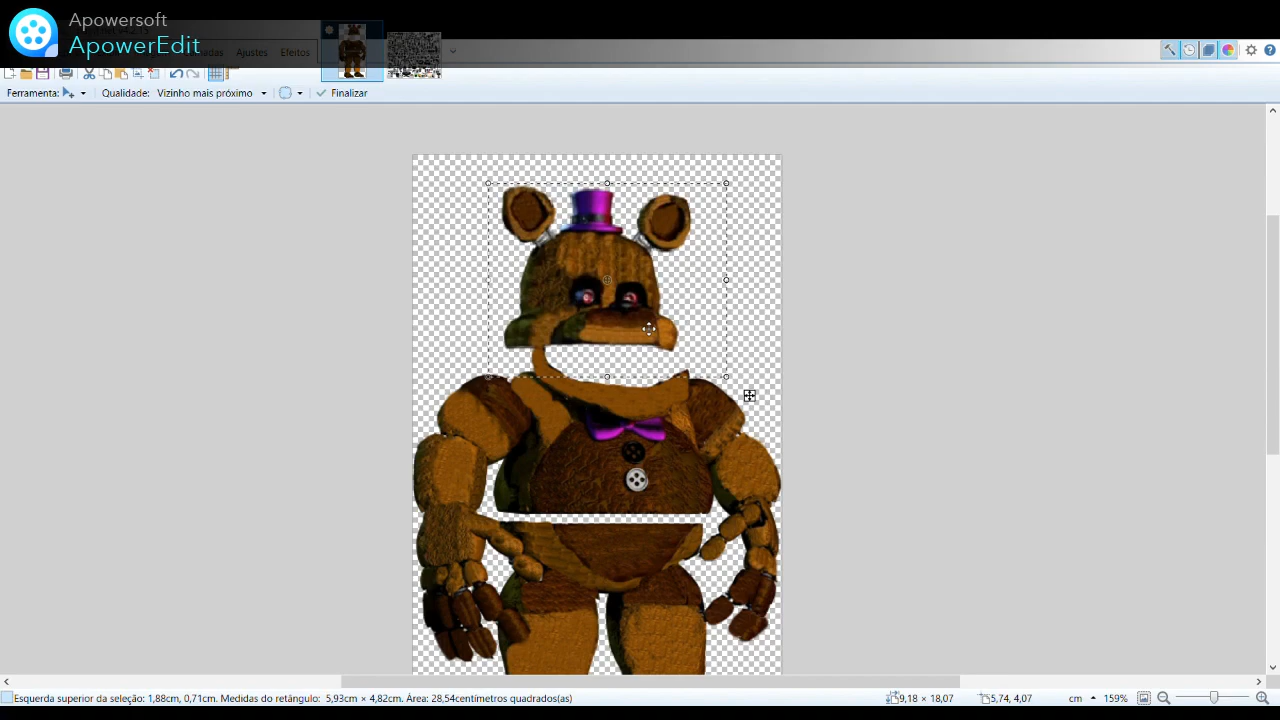 Apowersoft
ApowerEdit
Ajustes Efeitos
Ferramenta: Qualidade: Vizinho mais próximo Finalizar
Esquerda superior da seleção: 1,88cm, 0,71cm. Medidas do retângulo: 5,93cm × 4,82cm. Área: 28,54centímetros quadrados(as) 9,18 × 18,07 5,74, 4,07 cm 159%